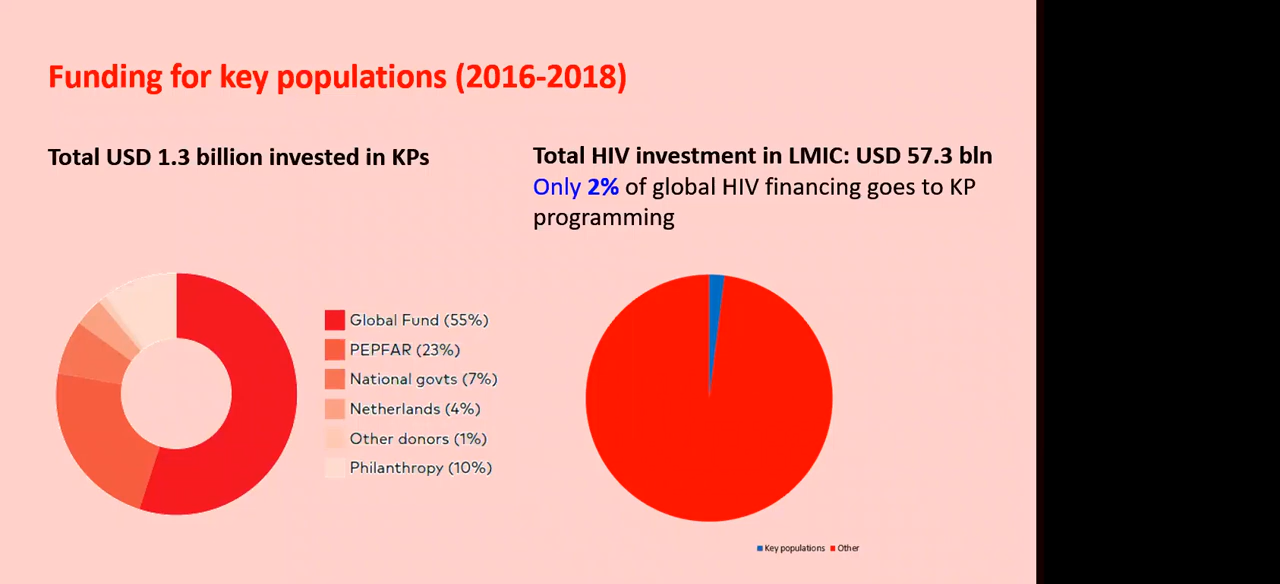 Funding for key populations (2016-2018)
Total USD 1.3 billion invested in KPs
Total HIV investment in LMIC: USD 57.3 bln
Only 2% of global HIV financing goes to KP
programming
Global Fund (55%)
PEPFAR (23%)
National govts (7%)
Netherlands (4%)
Other donors (1%)
Philanthropy (10%)
Key populations Other